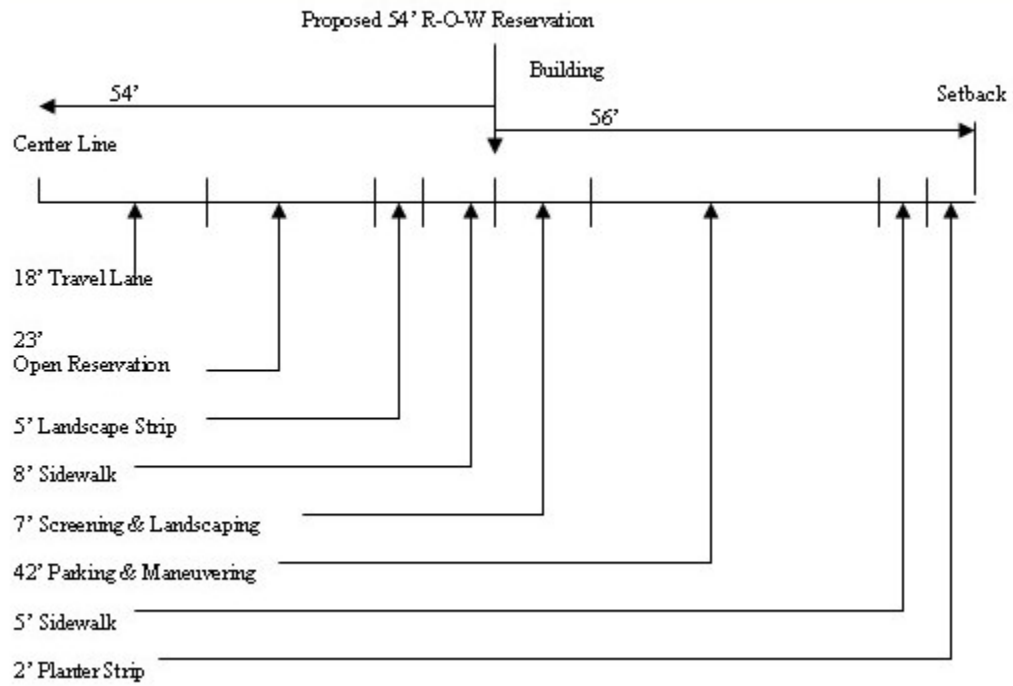 Proposed 54’ R-O-W Reservation
Building
54’
Setback
56’
Center Line
18’ Travel Lane
23’
Open Reservation
5’ Landscape Strip
8’ Sidewalk
7’ Screening & Landscaping
42’ Parking & Maneuvering
5’ Sidewalk
2’ Planter Strip